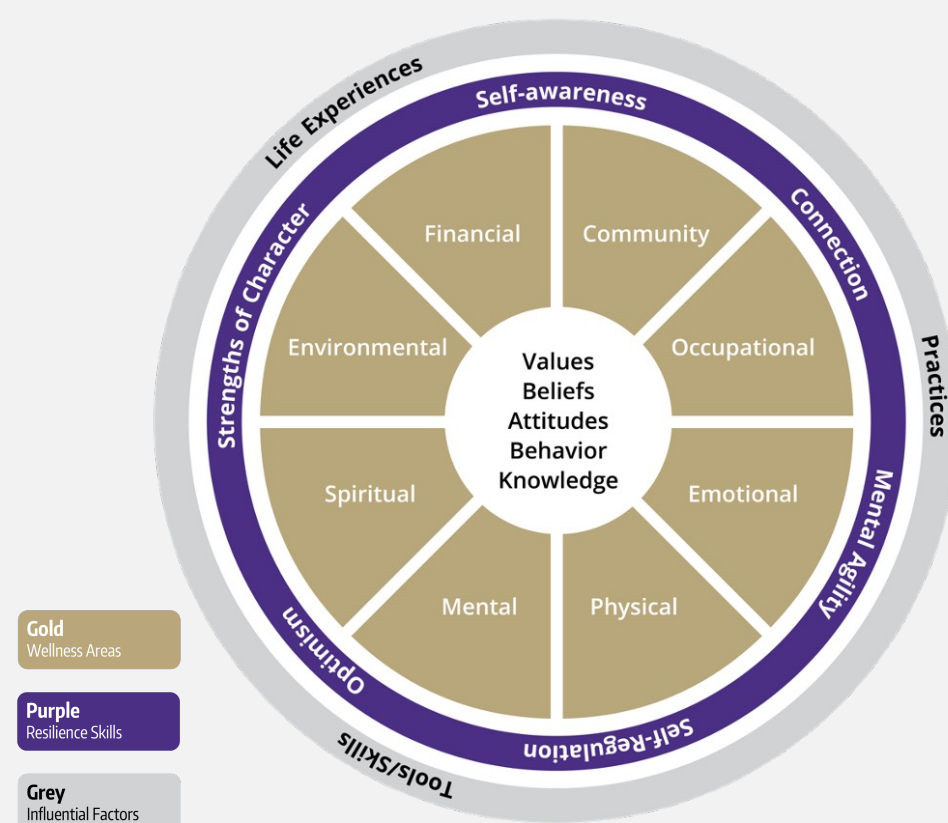 Life Experiences
Practices
Tools/Skills
Self-awareness
Connection
Mental Agility
Self-Regulation
Optimism
Strengths of Character
Financial
Community
Occupational
Emotional
Physical
Mental
Spiritual
Environmental
Values
Beliefs
Attitudes
Behavior
Knowledge
Gold
Wellness Areas
Purple
Resilience Skills
Grey
Influential Factors